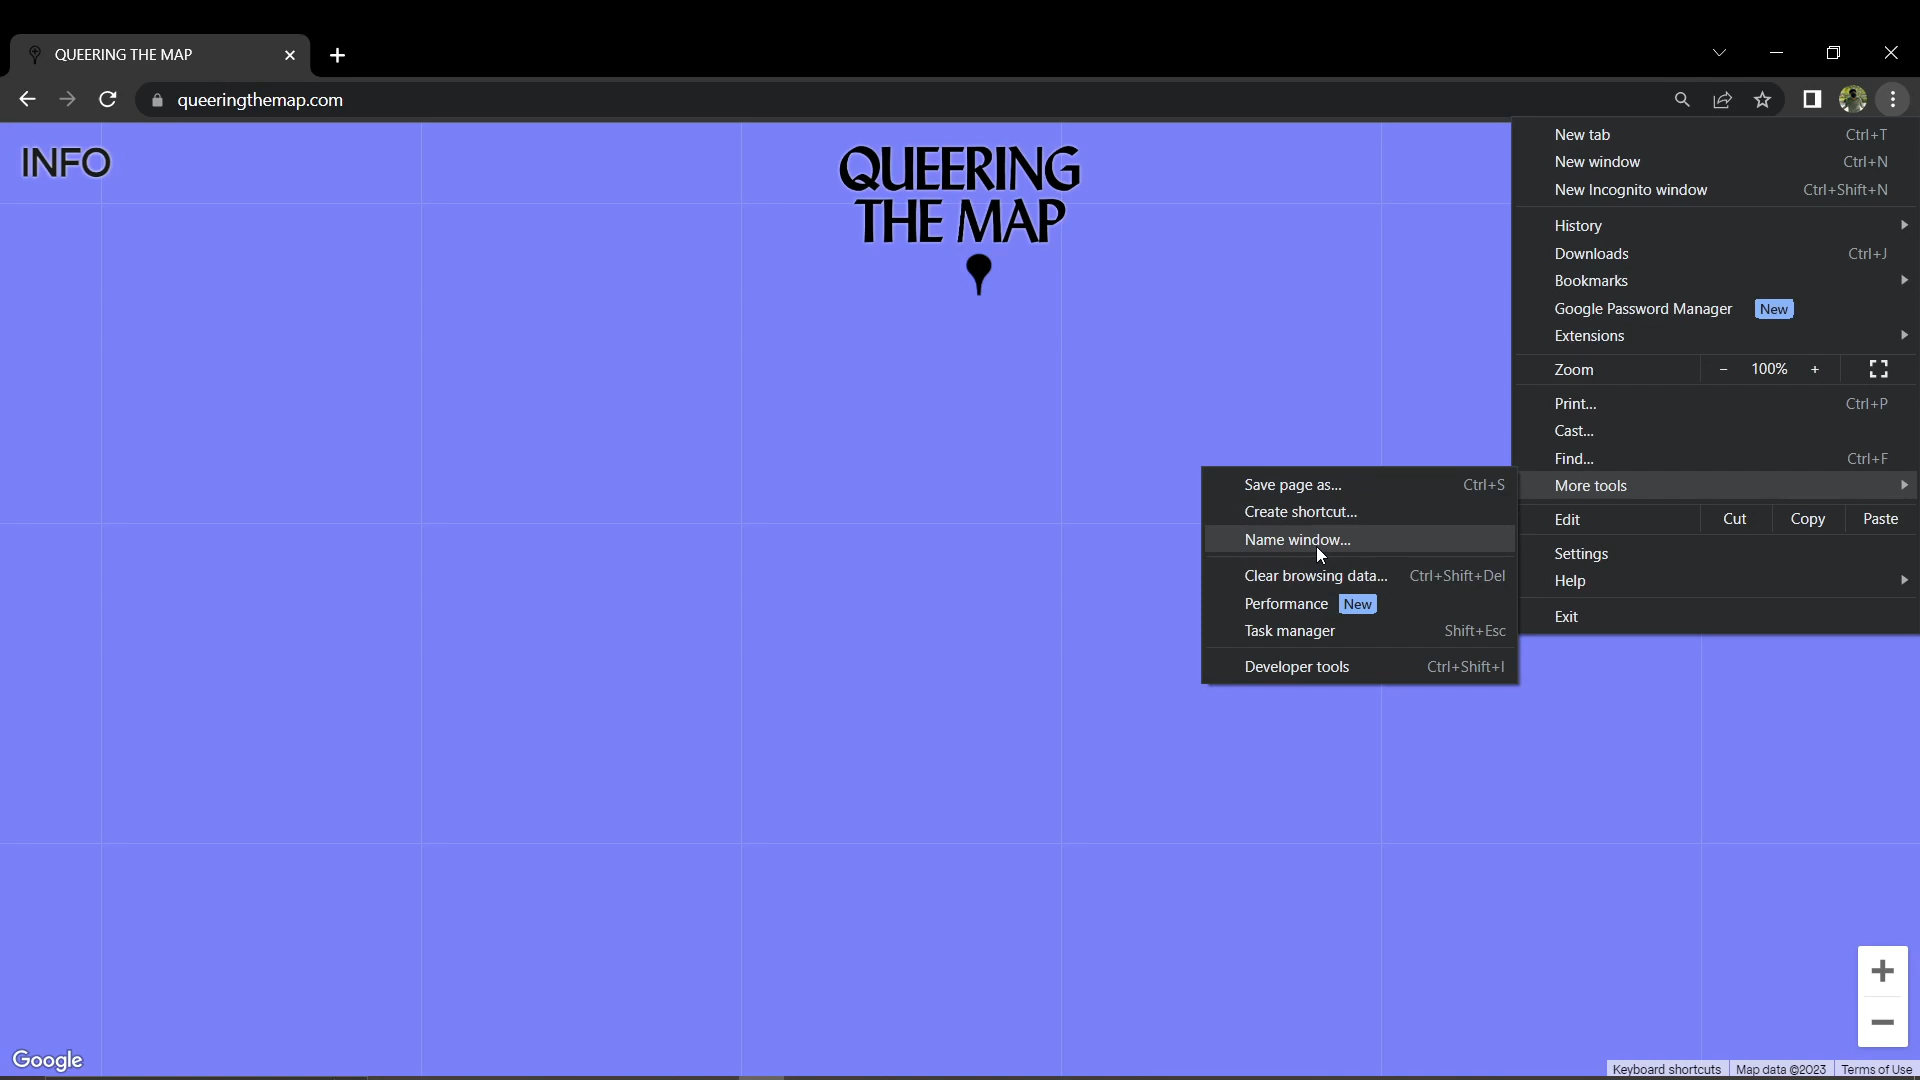 QUEERING THE MAP
queeringthemap.com
INFO
QUEERING
THE MAP
New tab Ctrl+T
New window Ctrl+N
New Incognito window Ctrl+Shift+N
History
Downloads Ctrl+J
Bookmarks
Google Password Manager New
Extensions
Zoom - 100% +
Print... Ctrl+P
Cast...
Find... Ctrl+F
More tools
Edit Cut Copy Paste
Settings
Help
Exit
Save page as... Ctrl+S
Create shortcut...
Name window...
Clear browsing data... Ctrl+Shift+Del
Performance New
Task manager Shift+Esc
Developer tools Ctrl+Shift+I
Google
Keyboard shortcuts Map data ©2023 Terms of Use